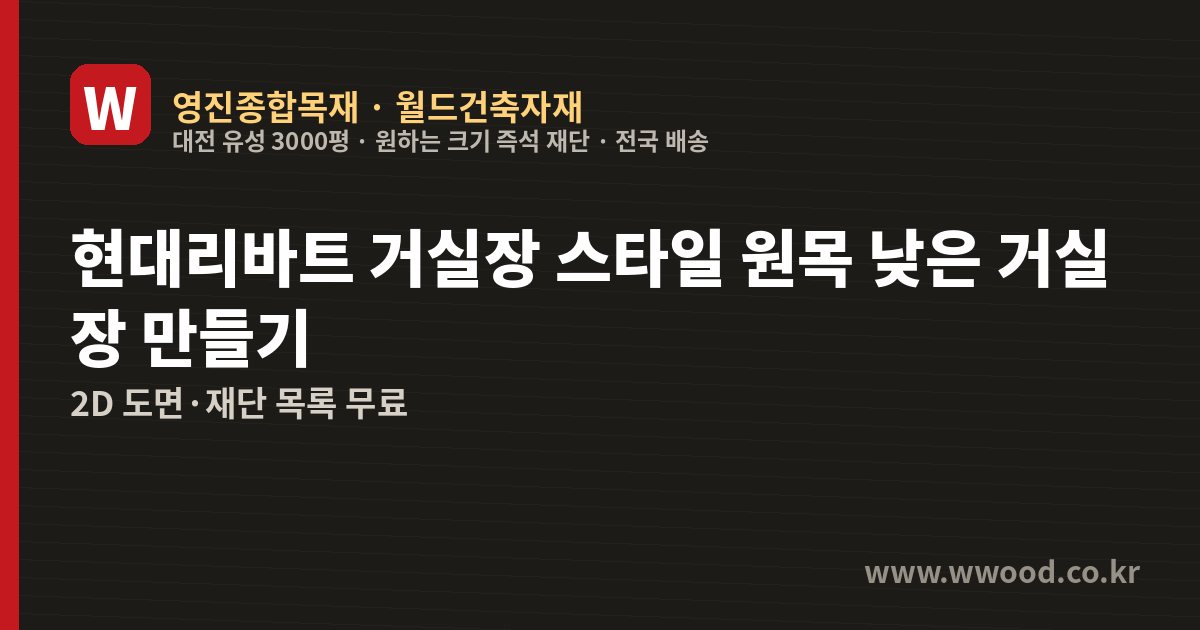 W
영진종합목재 · 월드건축자재
대전 유성 3000평 · 원하는 크기 즉석 재단 · 전국 배송
현대리바트 거실장 스타일 원목 낮은 거실
장 만들기
2D 도면·재단 목록 무료
www.wwood.co.kr